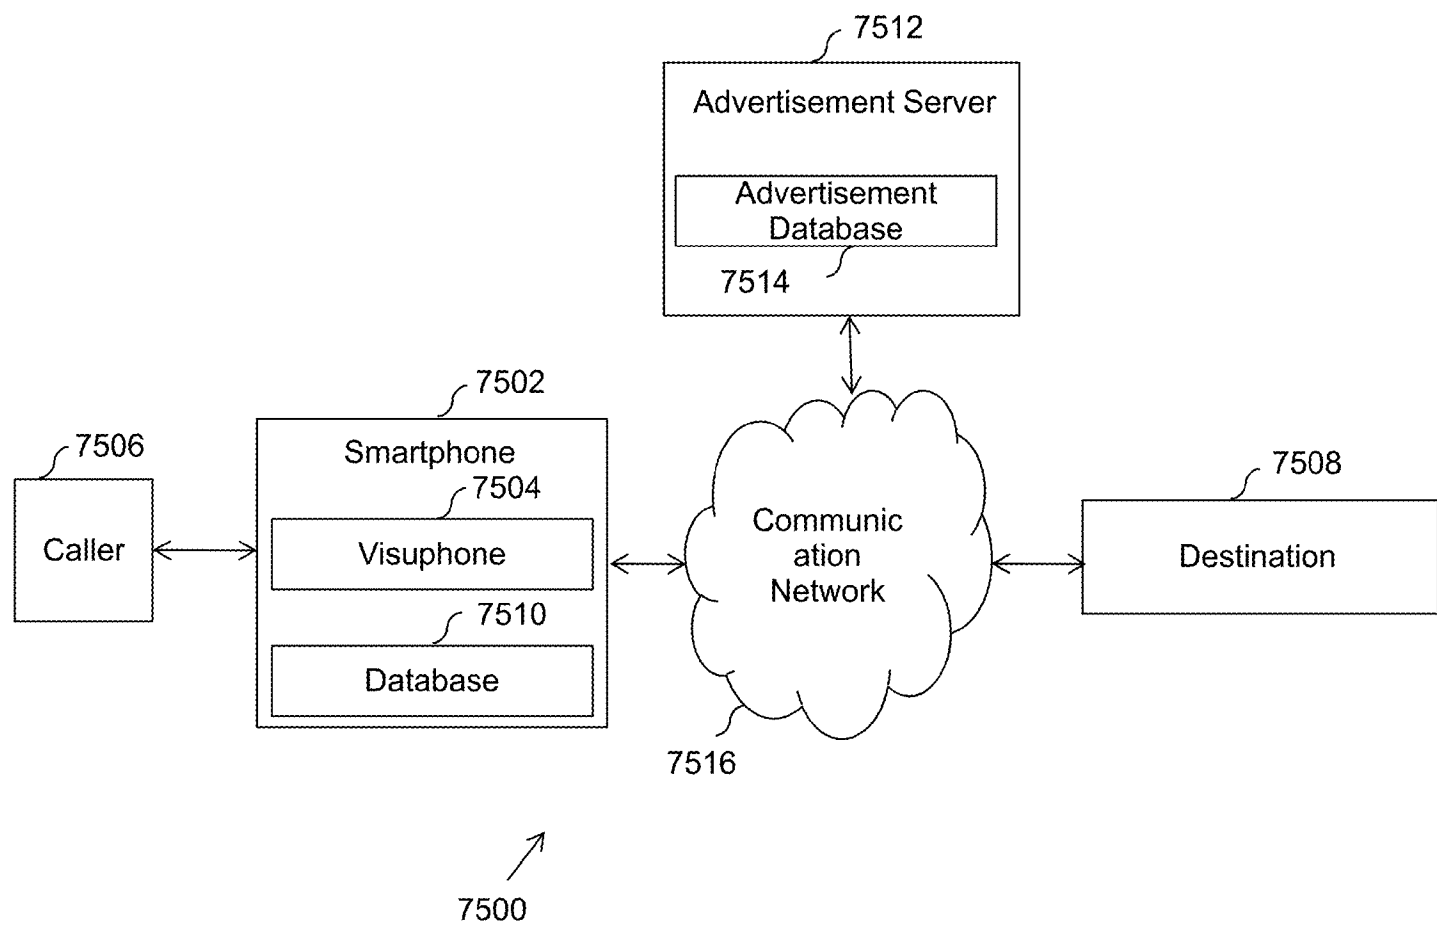 7512
Advertisement Server
Advertisement
Database
7514
7502
Smartphone
7506
Caller
7504
Visuphone
7510
Database
Communic
ation
Network
7516
7508
Destination
7500